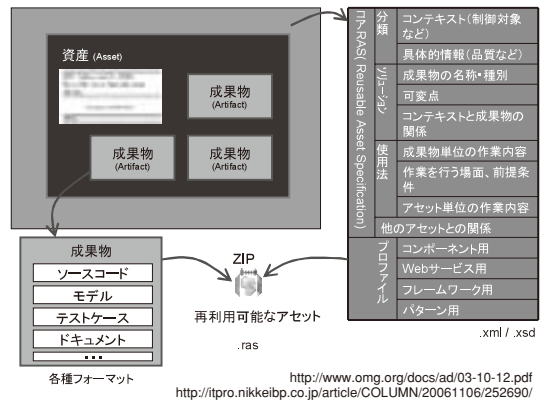 資産 (Asset)
成果物
(Artifact)
成果物
(Artifact)
成果物
(Artifact)
成果物
ソースコード
モデル
テストケース
ドキュメント
•••
各種フォーマット
ZIP
再利用可能なアセット
.ras
コアRAS( Reusable Asset Specification)
分類
コンテキスト(制御対象
など)
具体的情報(品質など)
ソリューション
成果物の名称・種別
可変点
コンテキストと成果物の
関係
使用法
成果物単位の作業内容
作業を行う場面、前提条
件
アセット単位の作業内容
他のアセットとの関係
プロファイル
コンポーネント用
Webサービス用
フレームワーク用
パターン用
.xml / .xsd
http://www.omg.org/docs/ad/03-10-12.pdf
http://itpro.nikkeibp.co.jp/article/COLUMN/20061106/252690/